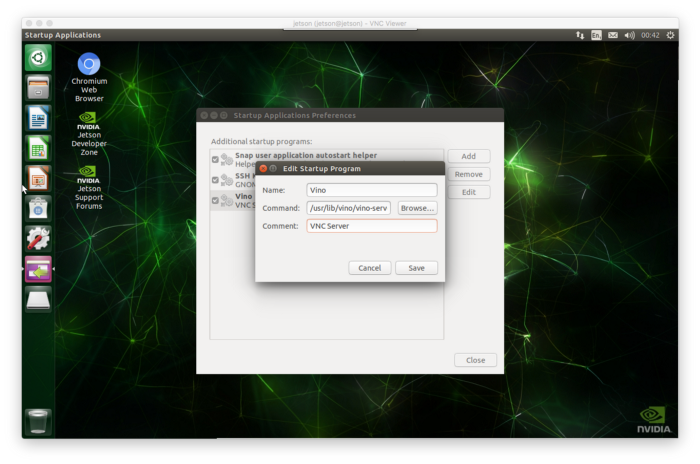 jetson (jetson@jetson) - VNC Viewer
Startup Applications
En
00:42
Chromium
Web
Browser
NVIDIA.
Jetson
Developer
Zone
NVIDIA.
Jetson
Support
Forums
Startup Applications Preferences
Additional startup programs:
Snap user application autostart helper
Helpe
SSH K
GNOM
Vino
VNC S
Add
Remove
Edit
Edit Startup Program
Name:
Vino
Command:
/usr/lib/vino/vino-serv
Browse...
Comment:
VNC Server
Cancel
Save
Close
NVIDIA.